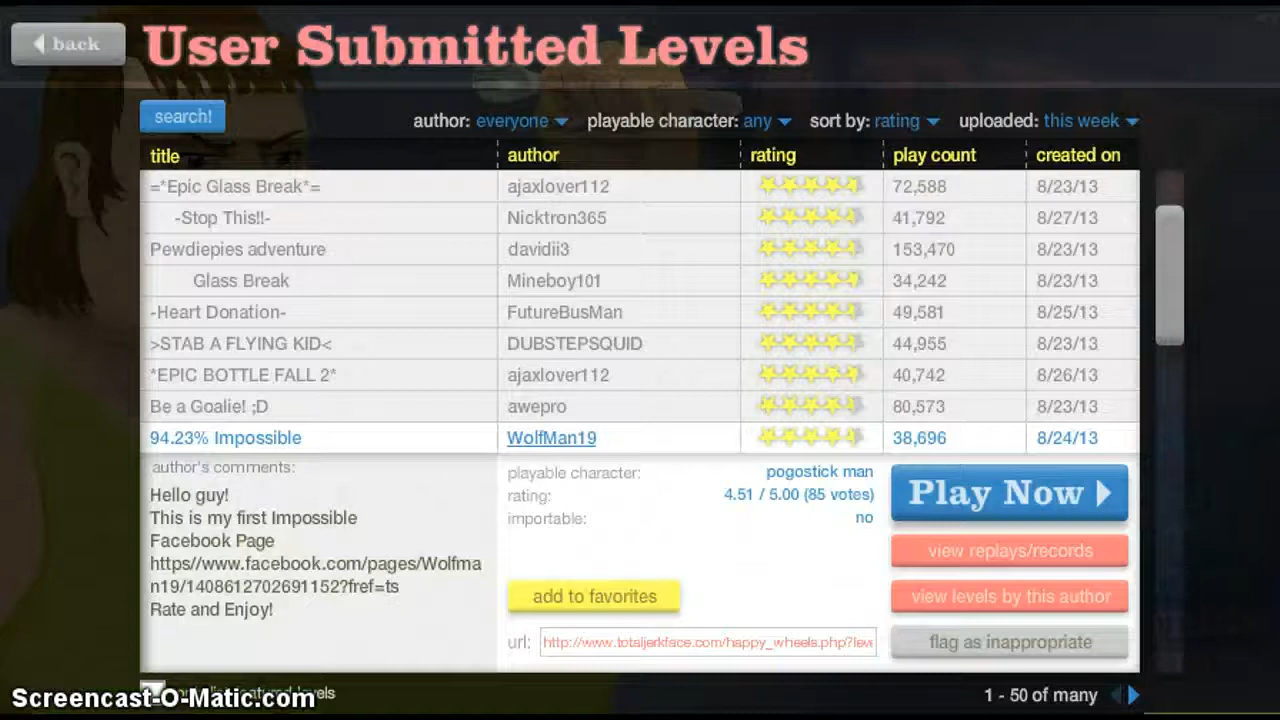 back User Submitted Levels
search! author: everyone playable character: any sort by: rating uploaded: this week
title author rating play count created on
=*Epic Glass Break*= ajaxlover112 72,588 8/23/13
-Stop This!!- Nicktron365 41,792 8/27/13
Pewdiepies adventure davidii3 153,470 8/23/13
Glass Break Mineboy101 34,242 8/23/13
-Heart Donation- FutureBusMan 49,581 8/25/13
>STAB A FLYING KID< DUBSTEPSQUID 44,955 8/23/13
*EPIC BOTTLE FALL 2* ajaxlover112 40,742 8/26/13
Be a Goalie! ;D awepro 80,573 8/23/13
94.23% Impossible WolfMan19 38,696 8/24/13
author's comments:
Hello guy!
This is my first Impossible
Facebook Page
https//www.facebook.com/pages/Wolfma
n19/1408612702691152?fref=ts
Rate and Enjoy!
playable character: pogostick man
rating: 4.51 / 5.00 (85 votes)
importable: no
add to favorites
url: http://www.totaljerkface.com/happy_wheels.php?leve
Play Now
view replays/records
view levels by this author
flag as inappropriate
levels
1 - 50 of many
Screencast-O-Matic.com